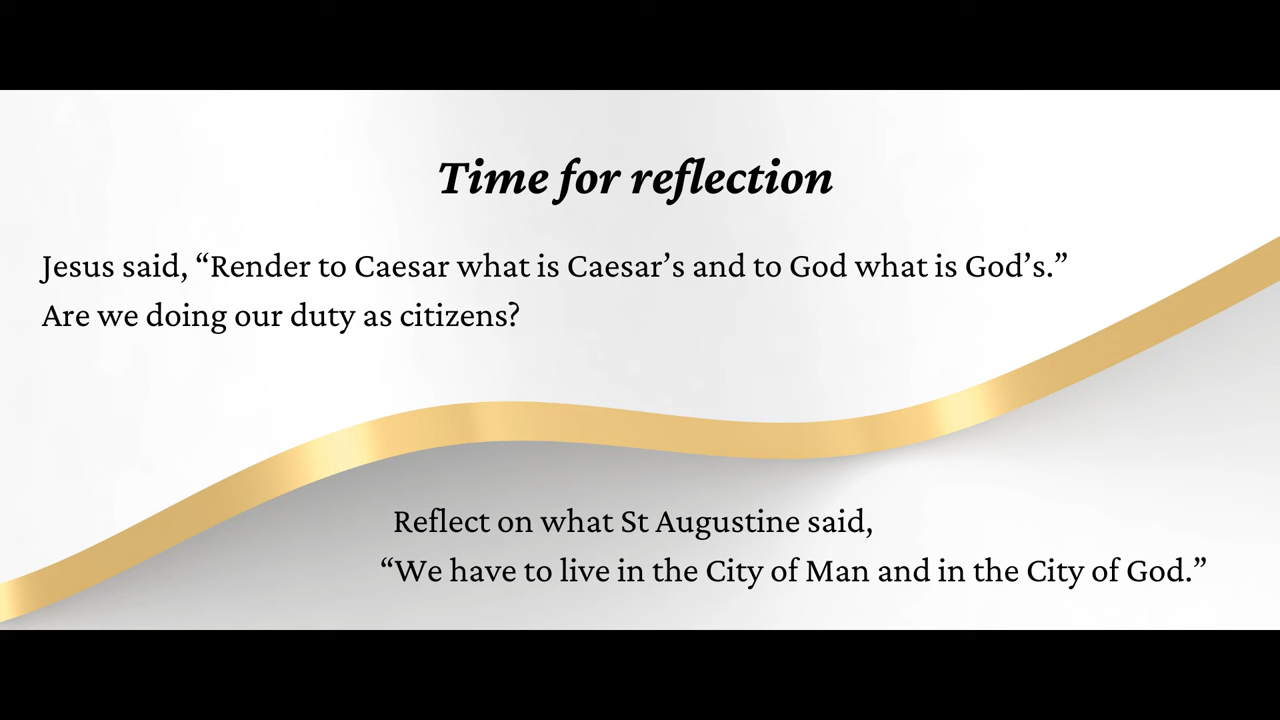 Time for reflection
Jesus said, “Render to Caesar what is Caesar’s and to God what is God’s.”
Are we doing our duty as citizens?
Reflect on what St Augustine said,
“We have to live in the City of Man and in the City of God.”